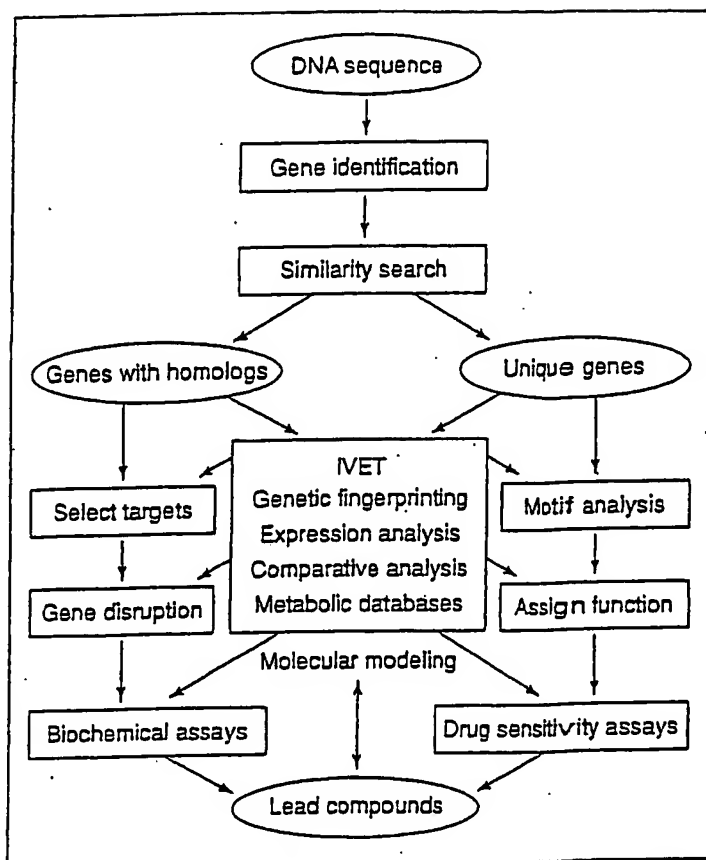 DNA sequence
Gene identification
Similarity search
Genes with homologs
Unique genes
IVET
Genetic fingerprinting
Expression analysis
Comparative analysis
Metabolic databases
Select targets
Motif analysis
Gene disruption
Assign function
Molecular modeling
Biochemical assays
Drug sensitivity assays
Lead compounds